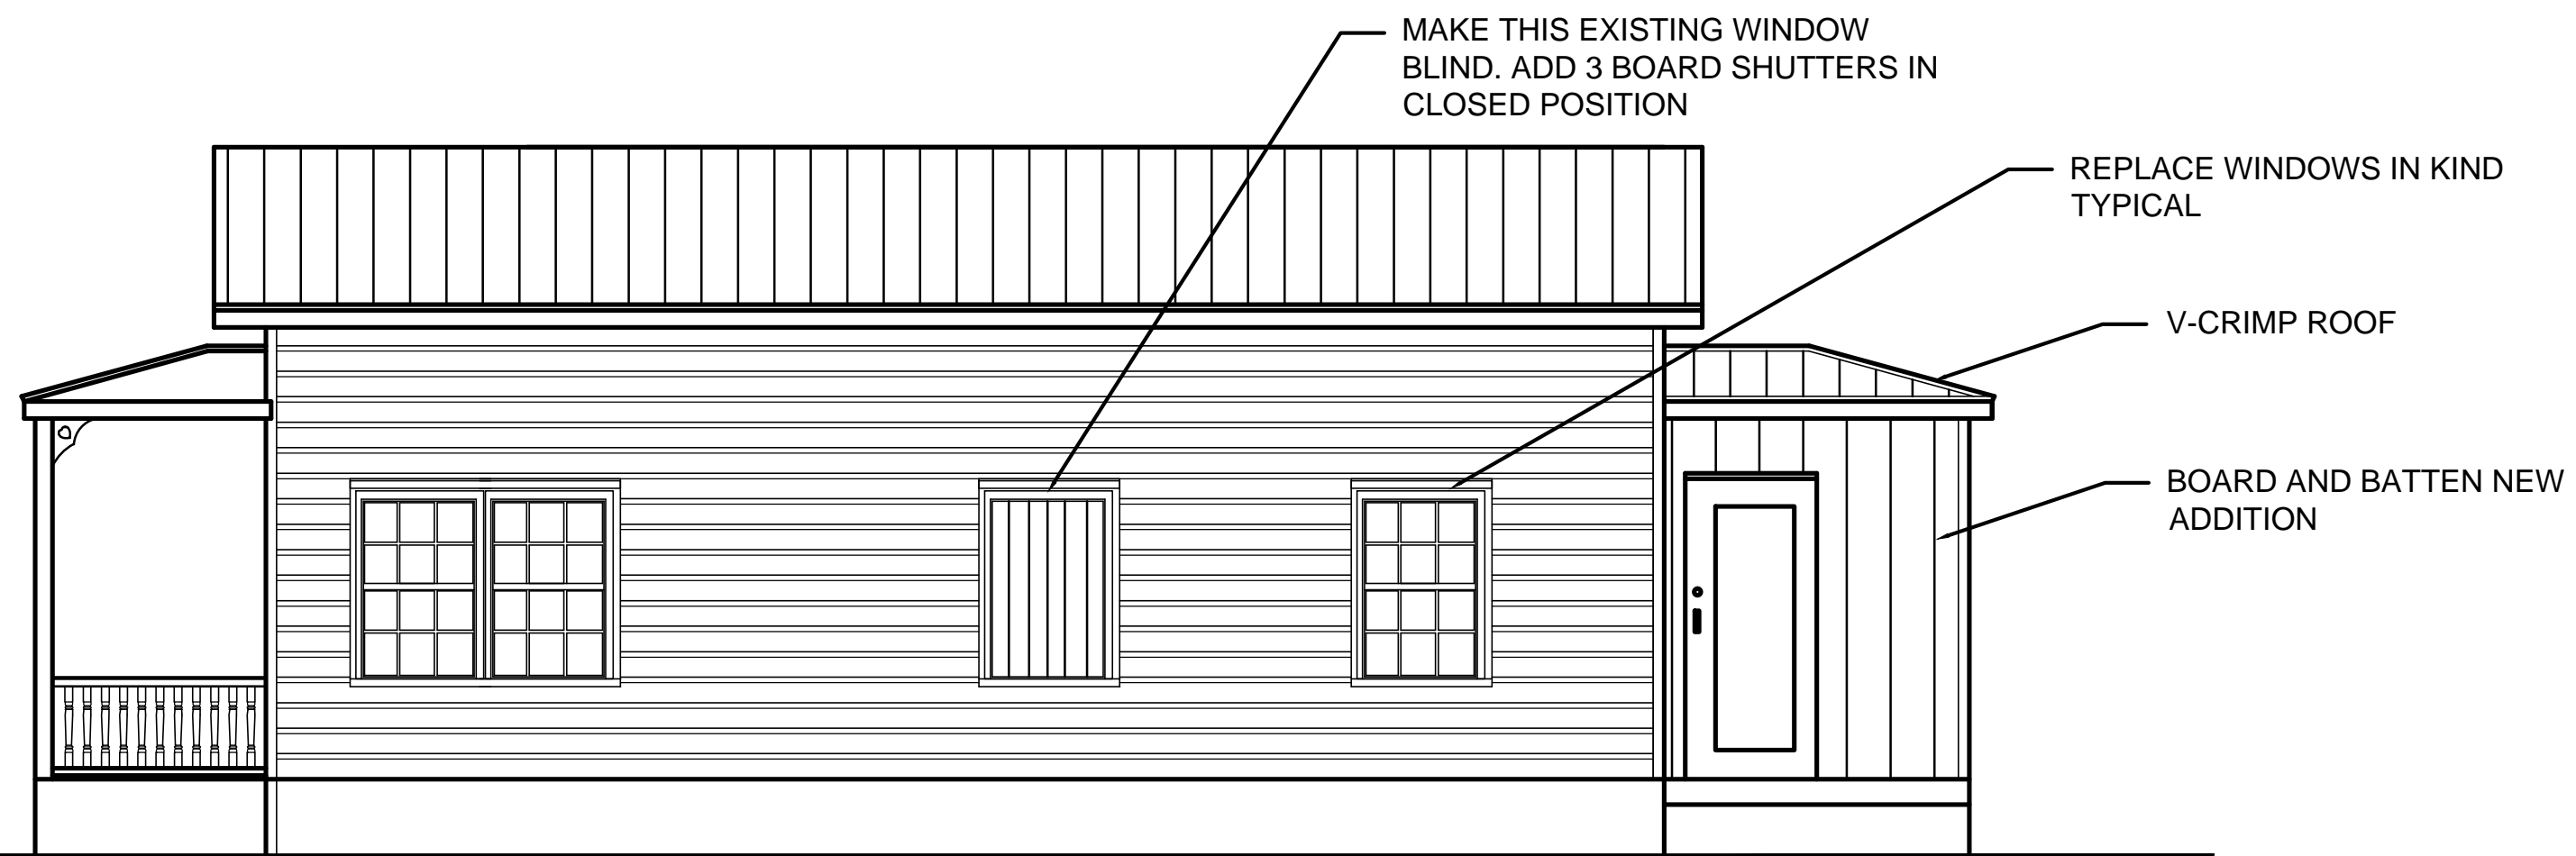 MAKE THIS EXISTING WINDOW
BLIND. ADD 3 BOARD SHUTTERS IN
CLOSED POSITION
REPLACE WINDOWS IN KIND
TYPICAL
V-CRIMP ROOF
BOARD AND BATTEN NEW
ADDITION